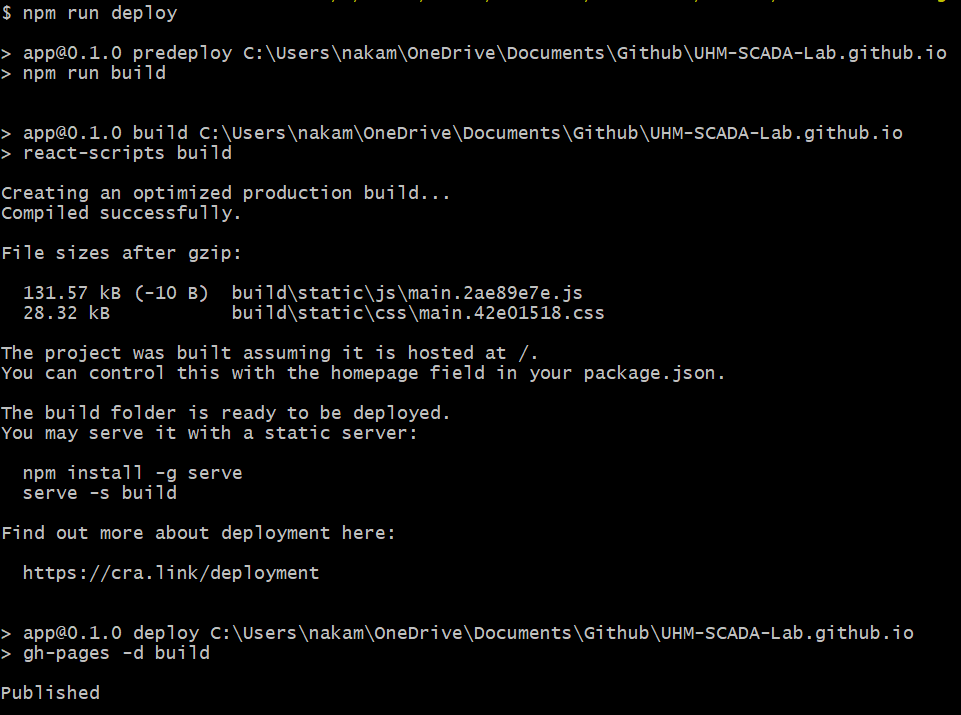 $ npm run deploy
> app@0.1.0 predeploy C:\Users\nakam\OneDrive\Documents\Github\UHM-SCADA-Lab.github.io
> npm run build
> app@0.1.0 build C:\Users\nakam\OneDrive\Documents\Github\UHM-SCADA-Lab.github.io
> react-scripts build
Creating an optimized production build...
Compiled successfully.
File sizes after gzip:
131.57 kB (-10 B)  build\static\js\main.2ae89e7e.js
28.32 kB           build\static\css\main.42e01518.css
The project was built assuming it is hosted at /.
You can control this with the homepage field in your package.json.
The build folder is ready to be deployed.
You may serve it with a static server:
npm install -g serve
serve -s build
Find out more about deployment here:
https://cra.link/deployment
> app@0.1.0 deploy C:\Users\nakam\OneDrive\Documents\Github\UHM-SCADA-Lab.github.io
> gh-pages -d build
Published